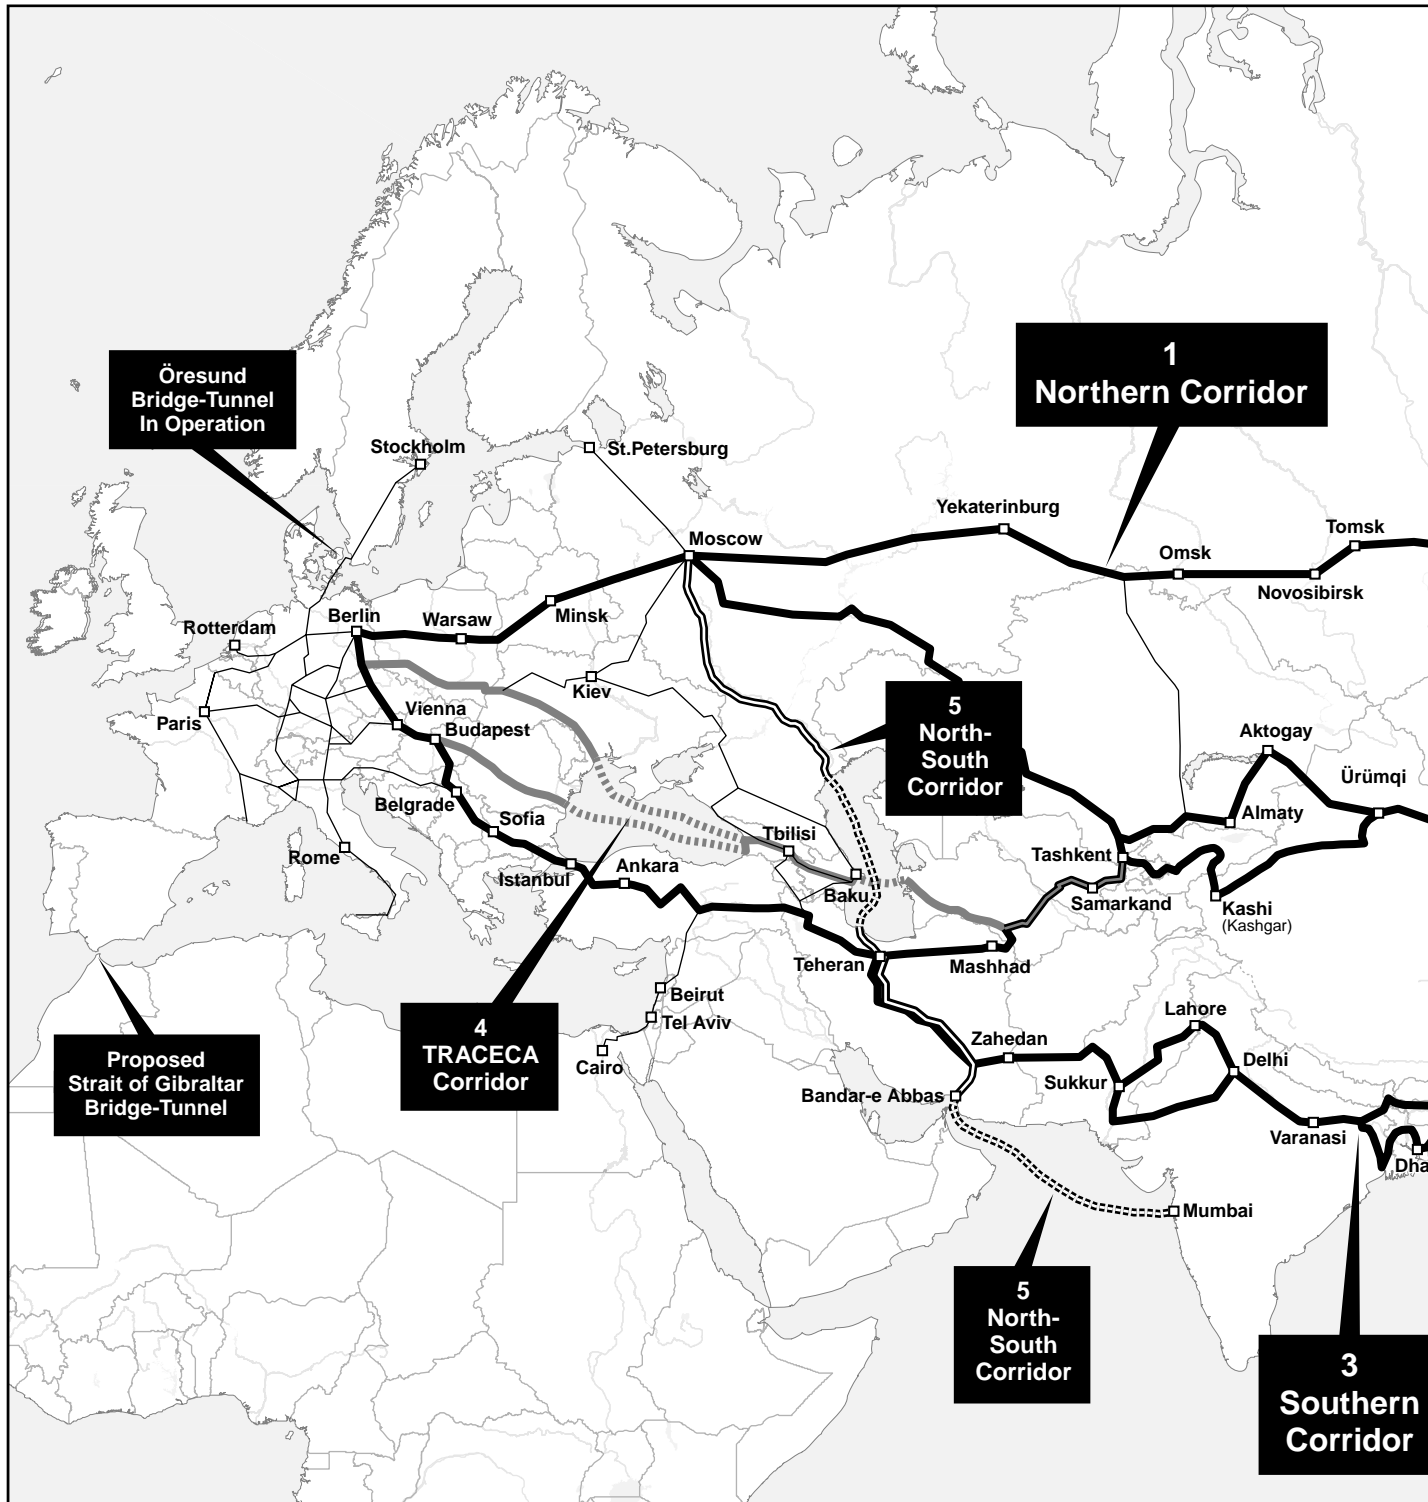 1
Northern Corridor
Öresund
Bridge-Tunnel
In Operation
Stockholm
St.Petersburg
Yekaterinburg
Tomsk
Moscow
Omsk
Novosibirsk
Berlin
Warsaw
Minsk
Rotterdam
Kiev
Paris
Vienna
Budapest
5
North-
South
Corridor
Aktogay
Ürümqi
Belgrade
Sofia
Almaty
Rome
Tbilisi
Tashkent
Istanbul
Ankara
Baku
Samarkand
Kashi
(Kashgar)
Teheran
Mashhad
Beirut
Tel Aviv
Cairo
4
TRACECA
Corridor
Proposed
Strait of Gibraltar
Bridge-Tunnel
Lahore
Zahedan
Delhi
Sukkur
Bandar-e Abbas
Varanasi
Dha
Mumbai
5
North-
South
Corridor
3
Southern
Corridor